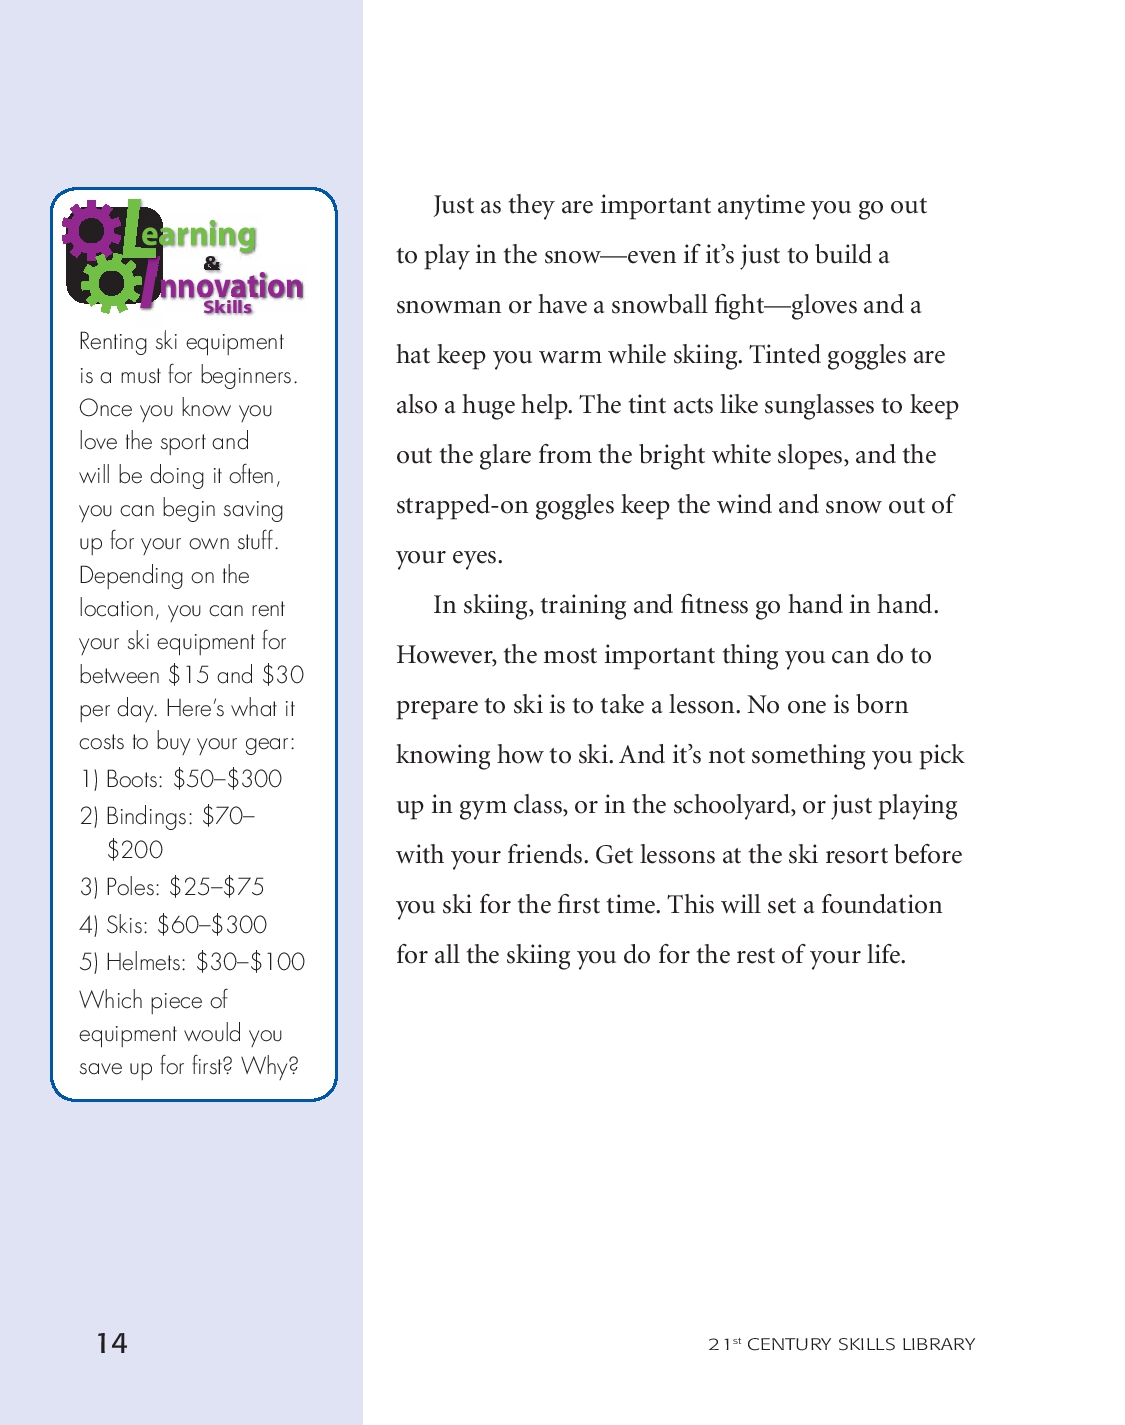 Learning
&
Innovation
Skills
Renting ski equipment
is a must for beginners.
Once you know you
love the sport and
will be doing it often,
you can begin saving
up for your own stuff.
Depending on the
location, you can rent
your ski equipment for
between $15 and $30
per day. Here’s what it
costs to buy your gear:
1) Boots: $50–$300
2) Bindings: $70–
$200
3) Poles: $25–$75
4) Skis: $60–$300
5) Helmets: $30–$100
Which piece of
equipment would you
save up for first? Why?
Just as they are important anytime you go out
to play in the snow—even if it’s just to build a
snowman or have a snowball fight—gloves and a
hat keep you warm while skiing. Tinted goggles are
also a huge help. The tint acts like sunglasses to keep
out the glare from the bright white slopes, and the
strapped-on goggles keep the wind and snow out of
your eyes.
In skiing, training and fitness go hand in hand.
However, the most important thing you can do to
prepare to ski is to take a lesson. No one is born
knowing how to ski. And it’s not something you pick
up in gym class, or in the schoolyard, or just playing
with your friends. Get lessons at the ski resort before
you ski for the first time. This will set a foundation
for all the skiing you do for the rest of your life.
14
21st CENTURY SKILLS LIBRARY